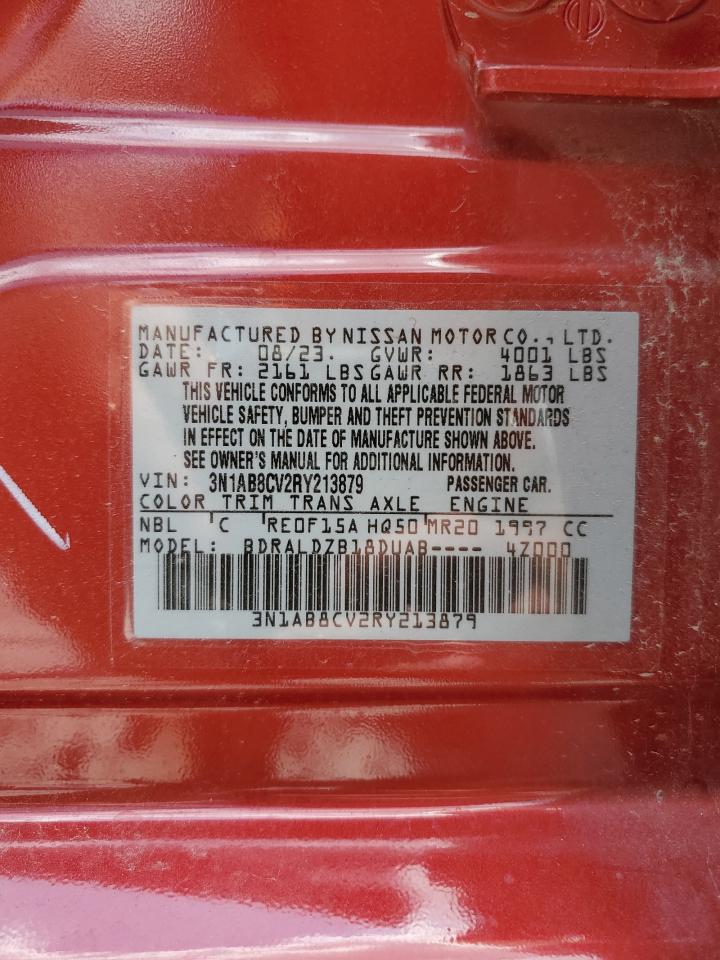 MANUFACTURED BY NISSAN MOTOR CO., LTD.
DATE: 08/23. GVWR: 4001 LBS
GAWR FR: 2161 LBS GAWR RR: 1863 LBS
THIS VEHICLE CONFORMS TO ALL APPLICABLE FEDERAL MOTOR
VEHICLE SAFETY, BUMPER AND THEFT PREVENTION STANDARDS
IN EFFECT ON THE DATE OF MANUFACTURE SHOWN ABOVE.
SEE OWNER'S MANUAL FOR ADDITIONAL INFORMATION.
VIN: 3N1AB8CV2RY213879 PASSENGER CAR.
COLOR TRIM TRANS AXLE ENGINE
NBL C RE0F15A HQ50 MR20 1997 CC
MODEL: BDRALDZB18DUAB---- 4Z000
3N1AB8CV2RY213879